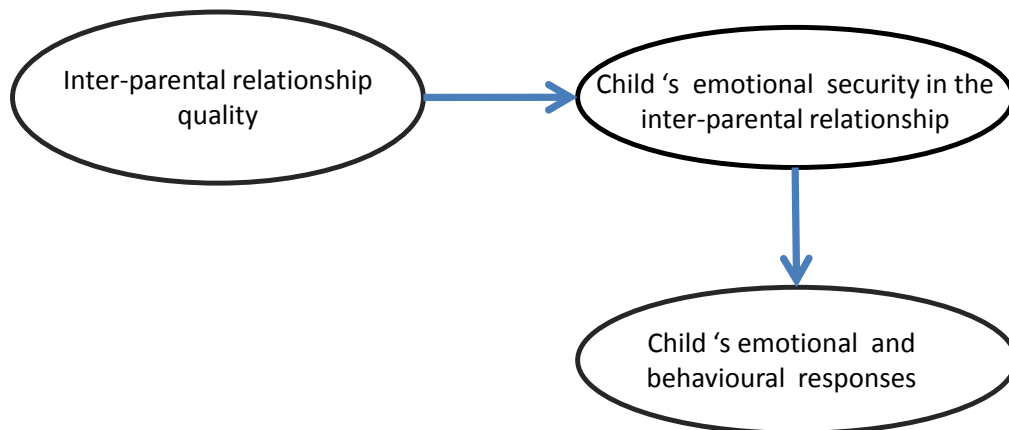 Inter-parental relationship
quality
Child ‘s emotional security in the
inter-parental relationship
Child ‘s emotional and
behavioural responses